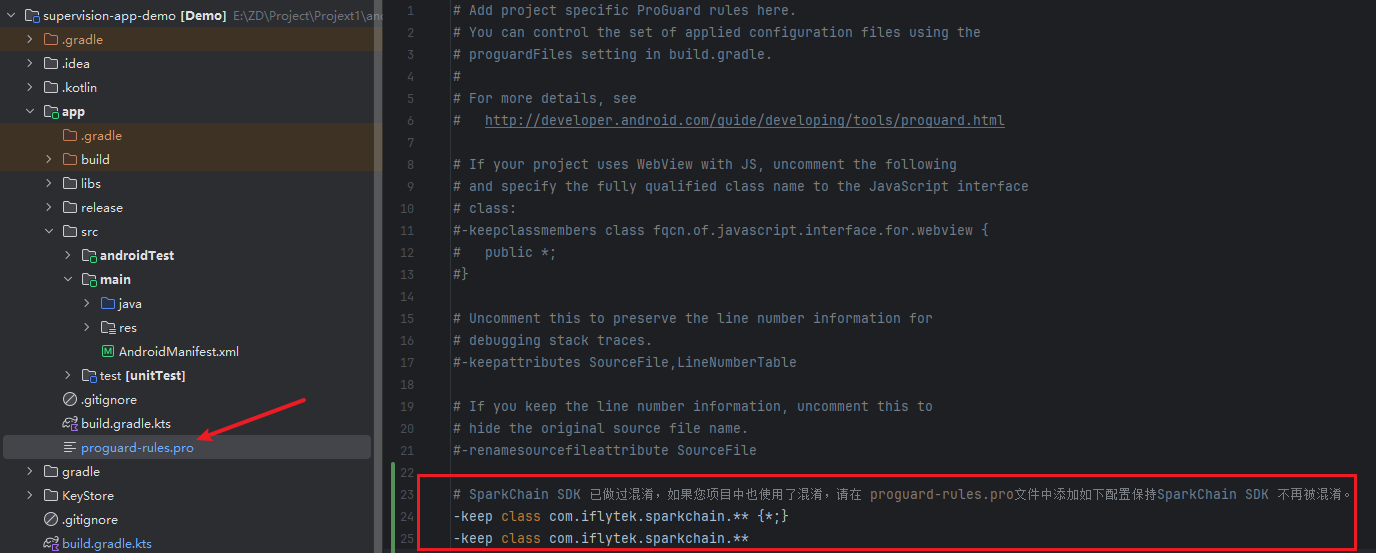 supervision-app-demo [Demo] E:\ZD\Project\Projext1\an
.gradle
.idea
.kotlin
app
.gradle
build
libs
release
src
androidTest
main
java
res
AndroidManifest.xml
test [unitTest]
.gitignore
build.gradle.kts
proguard-rules.pro
gradle
KeyStore
.gitignore
build.gradle.kts
1 # Add project specific ProGuard rules here.
2 # You can control the set of applied configuration files using the
3 # proguardFiles setting in build.gradle.
4 #
5 # For more details, see
6 #   http://developer.android.com/guide/developing/tools/proguard.html
7
8 # If your project uses WebView with JS, uncomment the following
9 # and specify the fully qualified class name to the JavaScript interface
10 # class:
11 #-keepclassmembers class fqcn.of.javascript.interface.for.webview {
12 #   public *;
13 #}
14
15 # Uncomment this to preserve the line number information for
16 # debugging stack traces.
17 #-keepattributes SourceFile,LineNumberTable
18
19 # If you keep the line number information, uncomment this to
20 # hide the original source file name.
21 #-renamesourcefileattribute SourceFile
22
23 # SparkChain SDK 已做过混淆，如果您项目中也使用了混淆，请在 proguard-rules.pro文件中添加如下配置保持SparkChain SDK 不再被混淆。
24 -keep class com.iflytek.sparkchain.** {*;}
25 -keep class com.iflytek.sparkchain.**